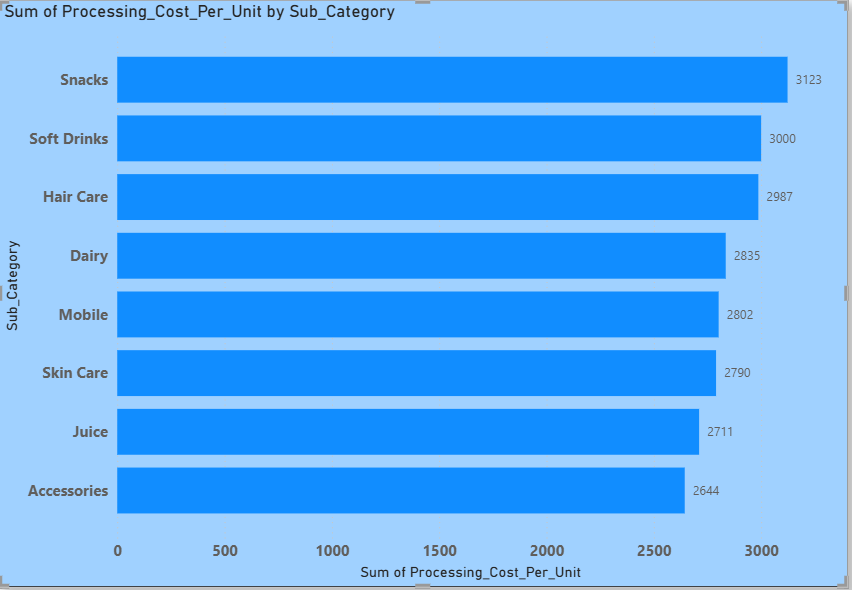 Sum of Processing_Cost_Per_Unit by Sub_Category
Sub_Category
Snacks 3123
Soft Drinks 3000
Hair Care 2987
Dairy 2835
Mobile 2802
Skin Care 2790
Juice 2711
Accessories 2644
0 500 1000 1500 2000 2500 3000
Sum of Processing_Cost_Per_Unit